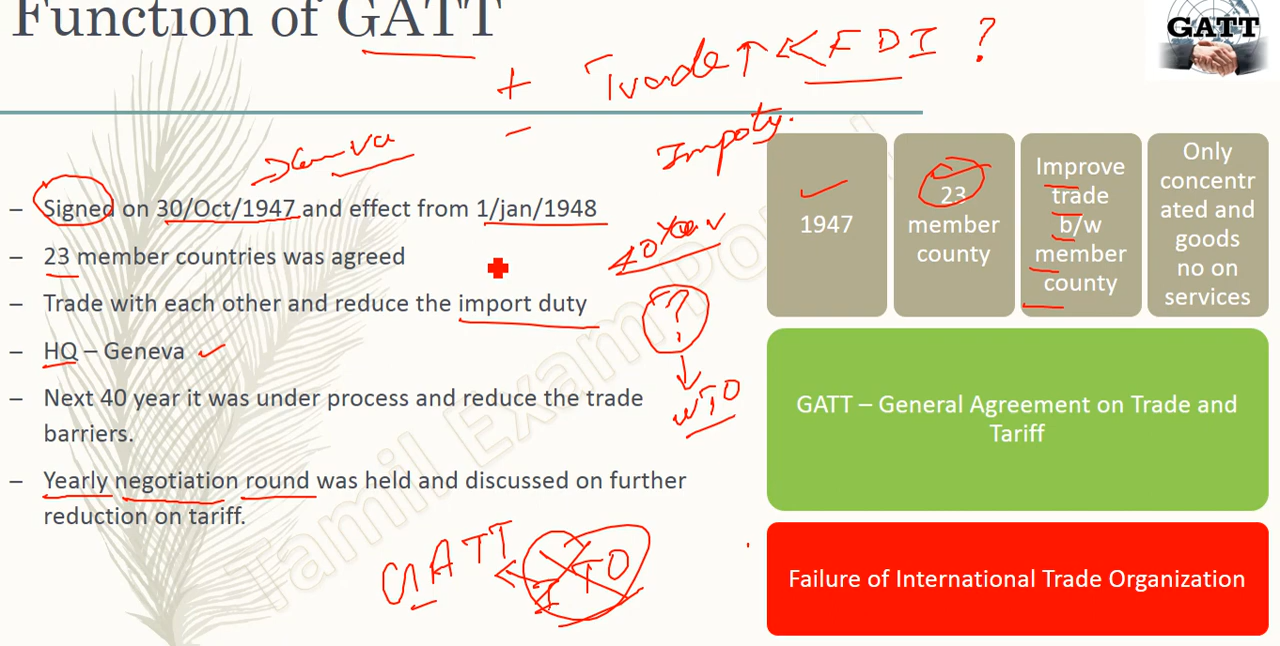 Function of GATT
GATT
+ Trade ↑ < FDI ?
-
Imports.
→ Geneva
– Signed on 30/Oct/1947 and effect from 1/jan/1948
– 23 member countries was agreed
– Trade with each other and reduce the import duty
– HQ – Geneva
– Next 40 year it was under process and reduce the trade
barriers.
– Yearly negotiation round was held and discussed on further
reduction on tariff.
40 Year
?
WTO
GATT ← ITO
1947
23
member
county
Improve
trade
b/w
member
county
Only
concentr
ated and
goods
no on
services
GATT – General Agreement on Trade and
Tariff
Failure of International Trade Organization
Tamil Exam Po